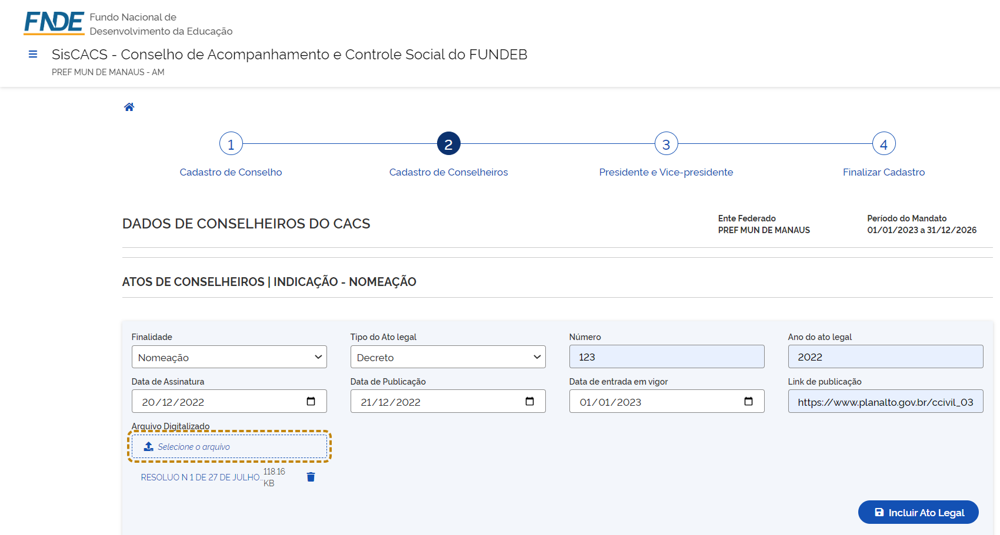 FNDE
Fundo Nacional de
Desenvolvimento da Educação
SisCACS - Conselho de Acompanhamento e Controle Social do FUNDEB
PREF MUN DE MANAUS - AM
1
2
3
4
Cadastro de Conselho
Cadastro de Conselheiros
Presidente e Vice-presidente
Finalizar Cadastro
DADOS DE CONSELHEIROS DO CACS
Ente Federado
PREF MUN DE MANAUS
Período do Mandato
01/01/2023 a 31/12/2026
ATOS DE CONSELHEIROS | INDICAÇÃO - NOMEAÇÃO
Finalidade
Nomeação
Tipo do Ato legal
Decreto
Número
123
Ano do ato legal
2022
Data de Assinatura
20/12/2022
Data de Publicação
21/12/2022
Data de entrada em vigor
01/01/2023
Link de publicação
https://www.planalto.gov.br/ccivil_03
Arquivo Digitalizado
Selecione o arquivo
RESOLUO N 1 DE 27 DE JULHO...
118.16
KB
Incluir Ato Legal